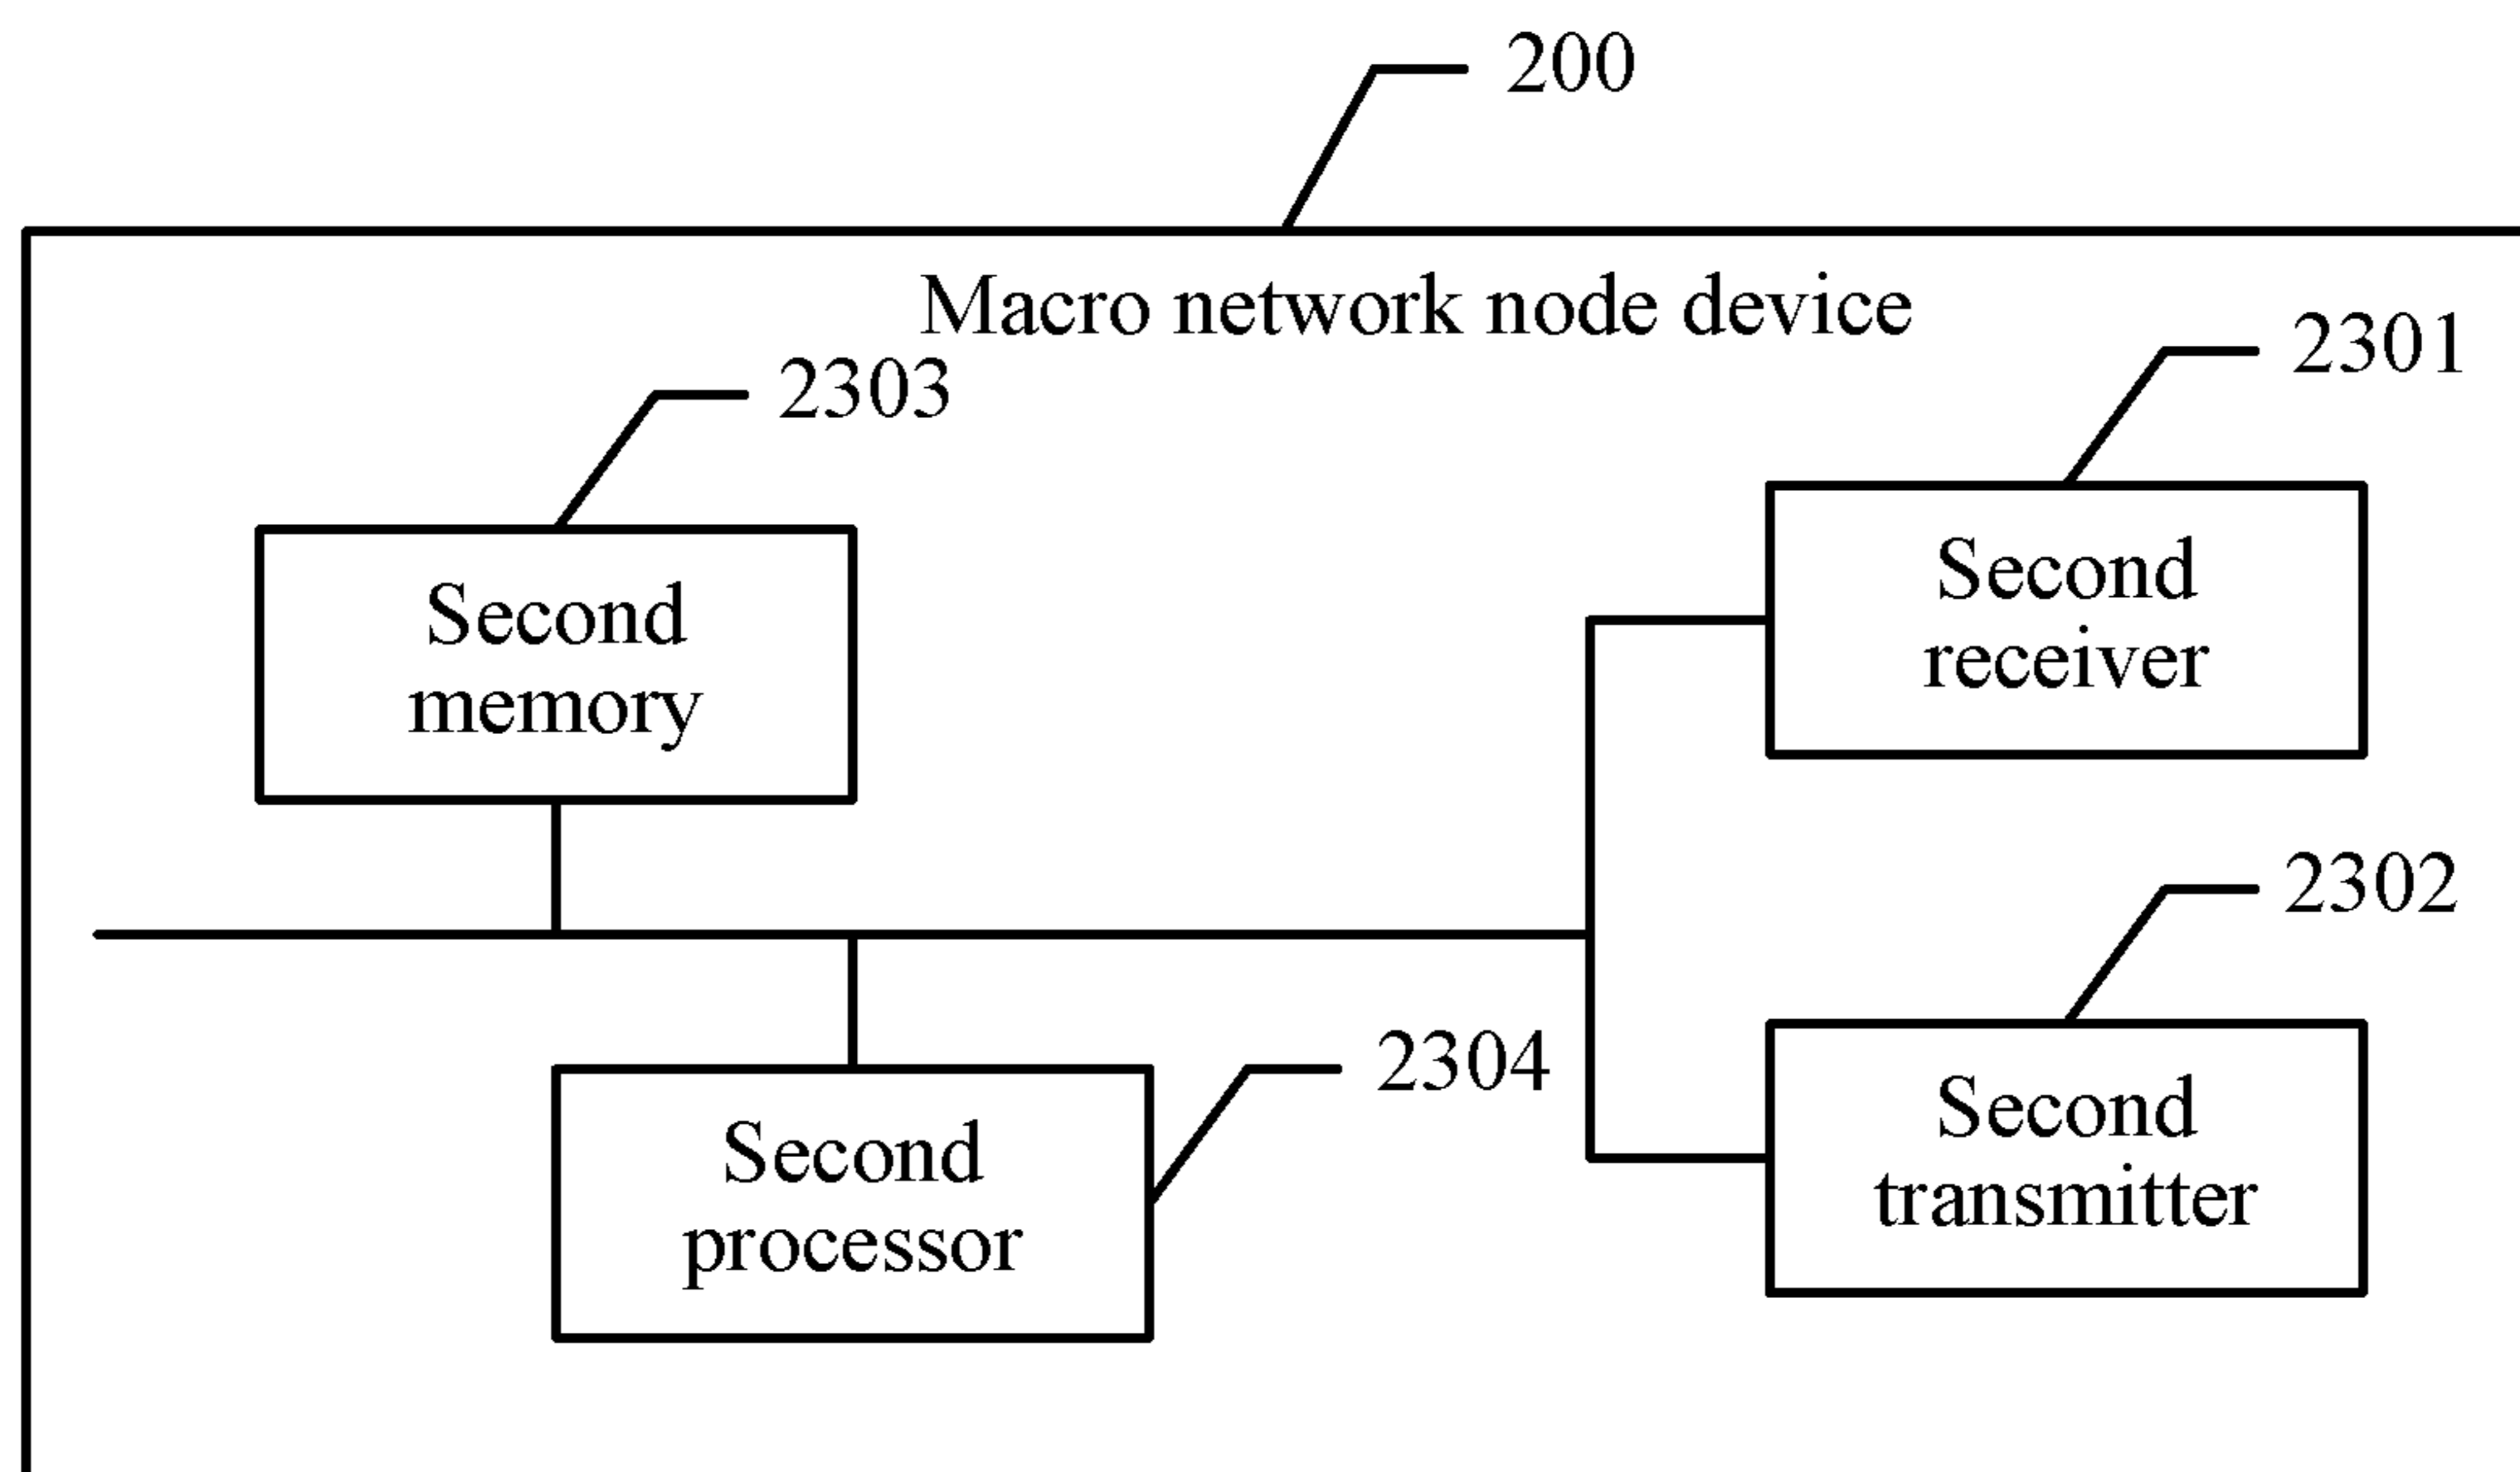 200
Macro network node device
2301
2303
Second
receiver
Second
memory
2302
2304
Second
transmitter
Second
processor